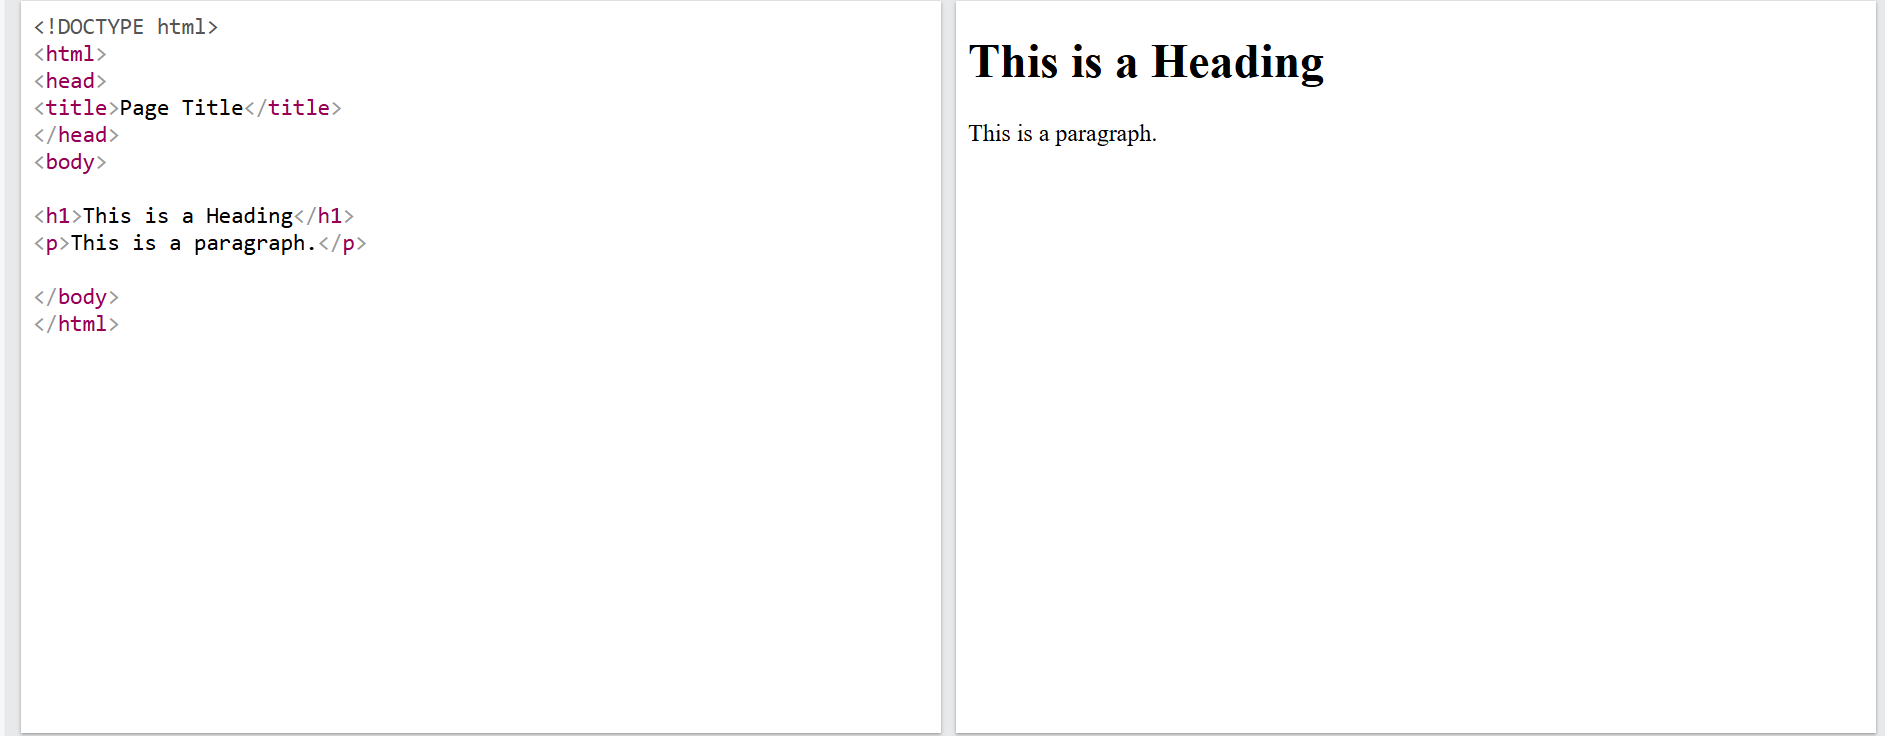 <!DOCTYPE html>
<html>
<head>
<title>Page Title</title>
</head>
<body>
<h1>This is a Heading</h1>
<p>This is a paragraph.</p>
</body>
</html>
This is a Heading
This is a paragraph.